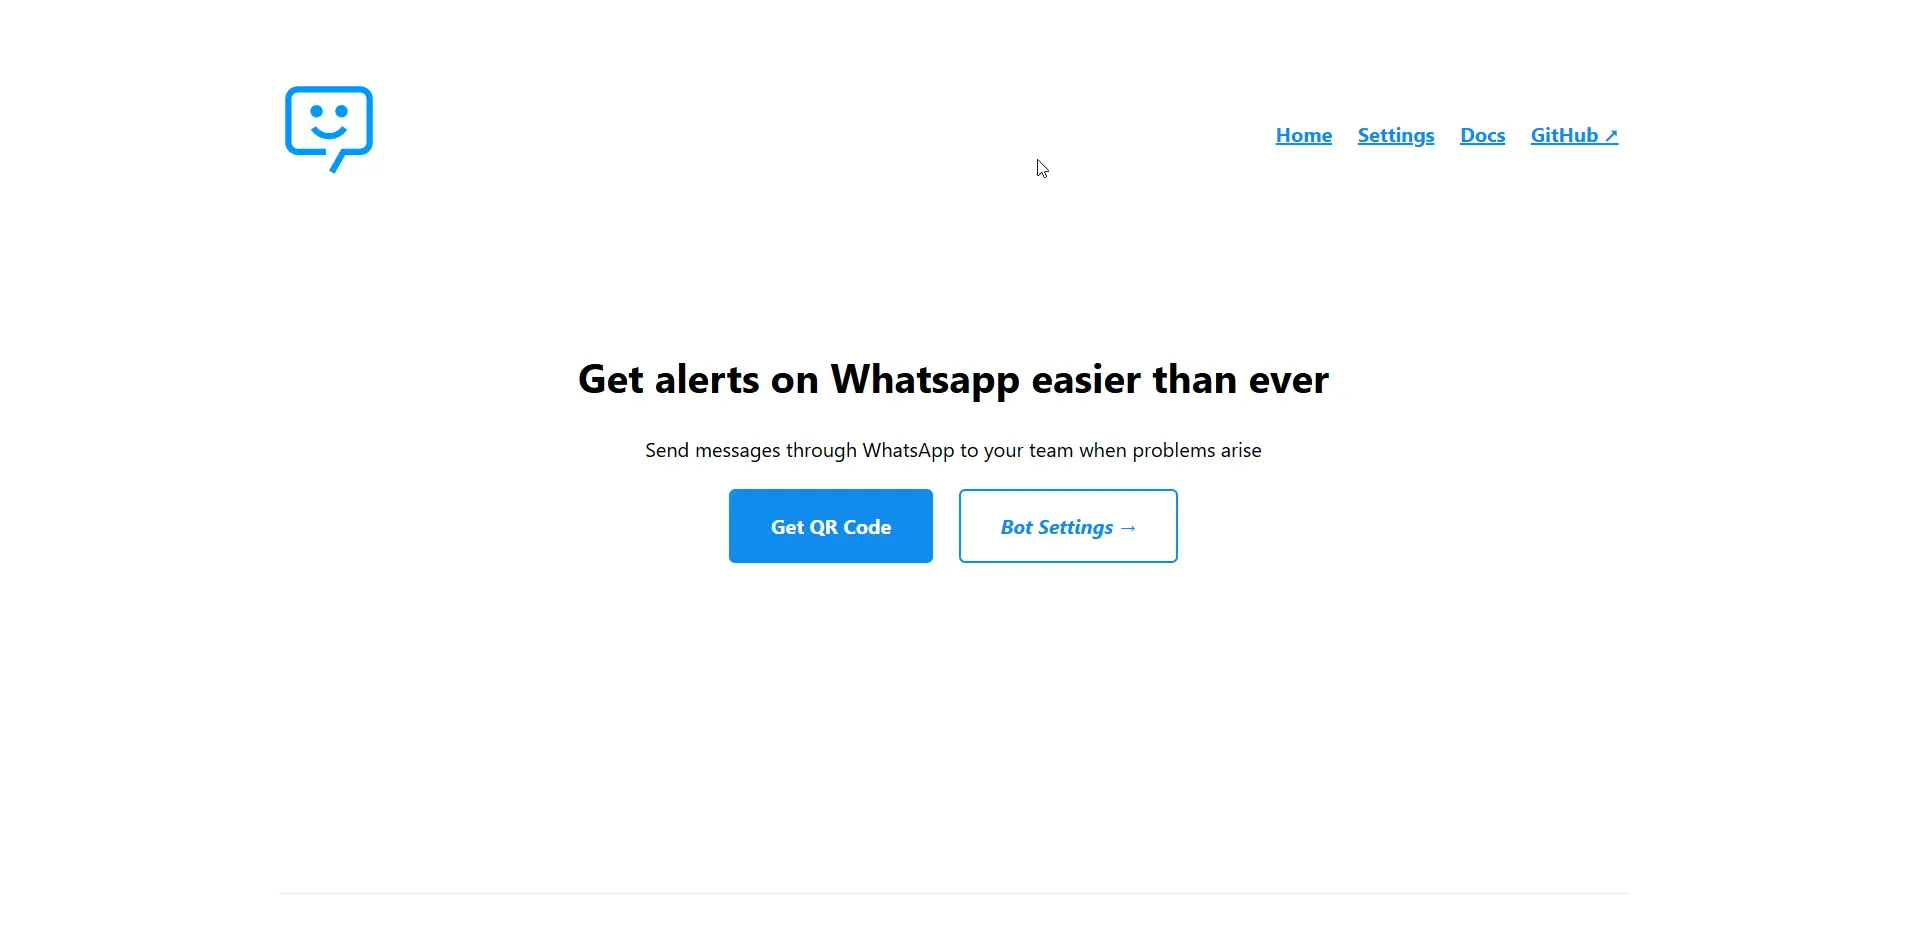 Home Settings Docs GitHub ↗
Get alerts on Whatsapp easier than ever
Send messages through WhatsApp to your team when problems arise
Get QR Code Bot Settings →